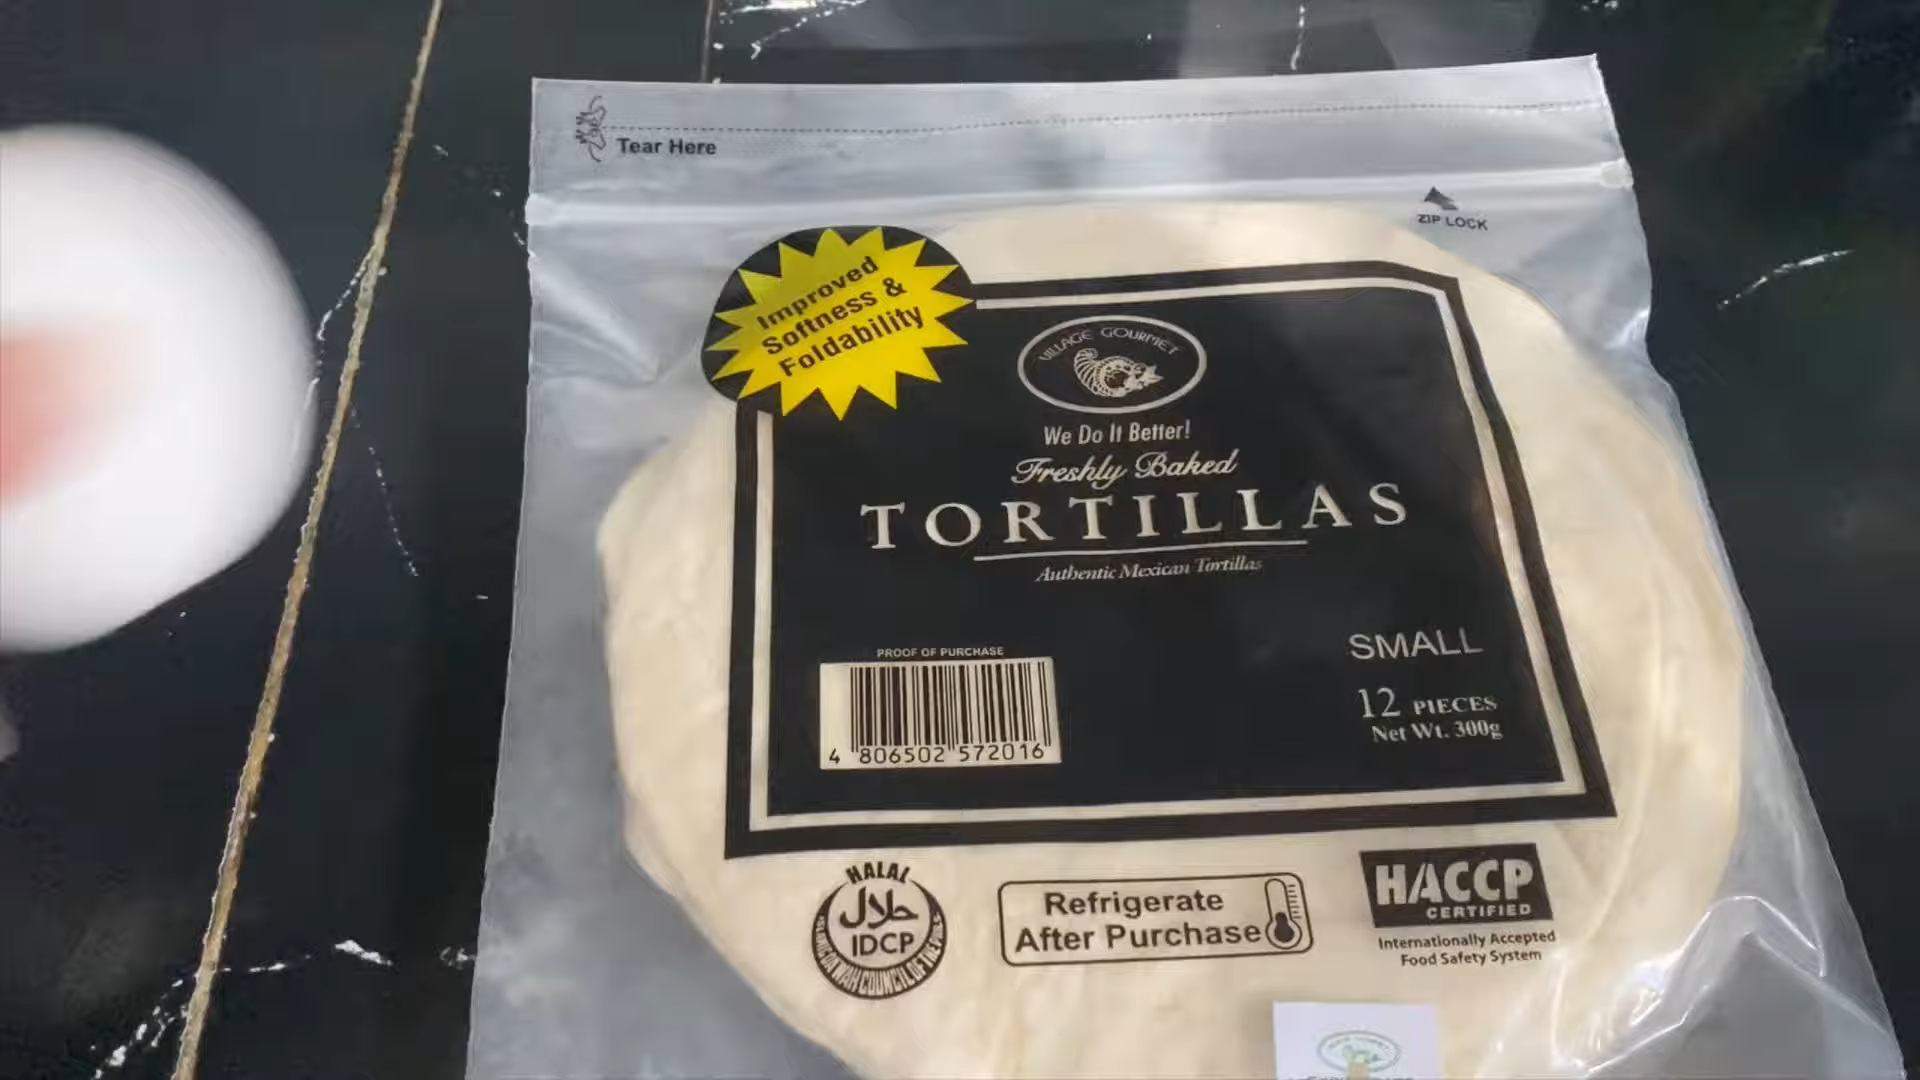 Tear Here
ZIP LOCK
Improved
Softness &
Foldability
VILLAGE GOURMET
We Do It Better!
Freshly Baked
TORTILLAS
Authentic Mexican Tortillas
PROOF OF PURCHASE
4 806502 572016
SMALL
12 PIECES
Net Wt. 300g
HALAL
حلال
IDCP
Refrigerate
After Purchase
HACCP
CERTIFIED
Internationally Accepted
Food Safety System